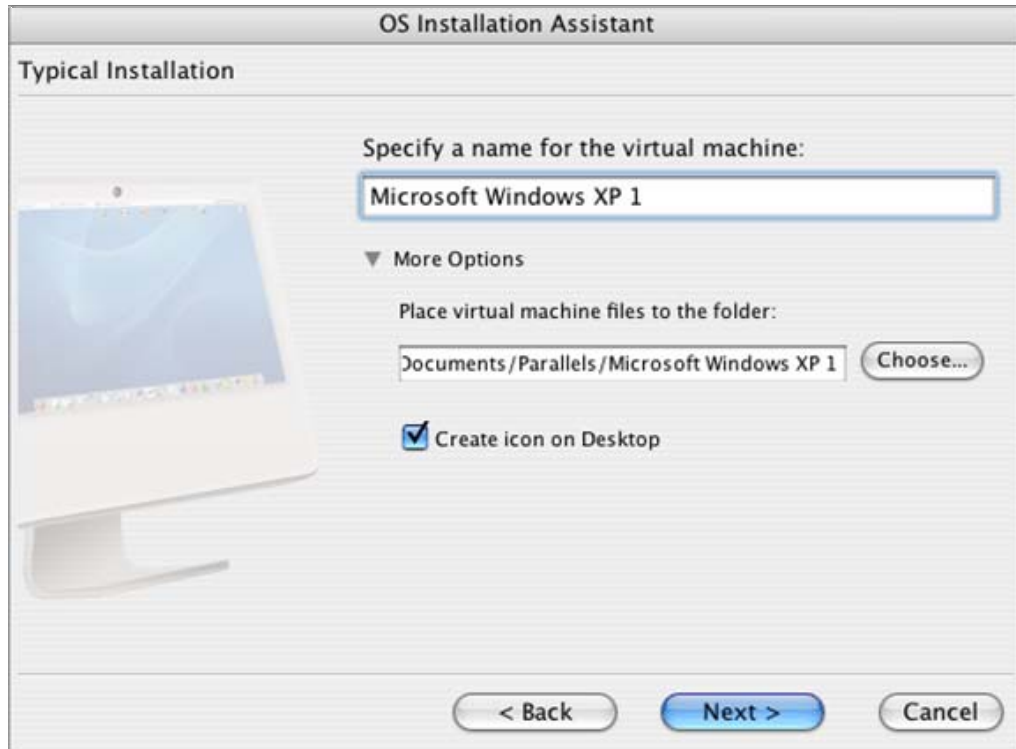 OS Installation Assistant
Typical Installation
Specify a name for the virtual machine:
Microsoft Windows XP 1
More Options
Place virtual machine files to the folder:
Documents/Parallels/Microsoft Windows XP 1
Choose...
Create icon on Desktop
< Back
Next >
Cancel